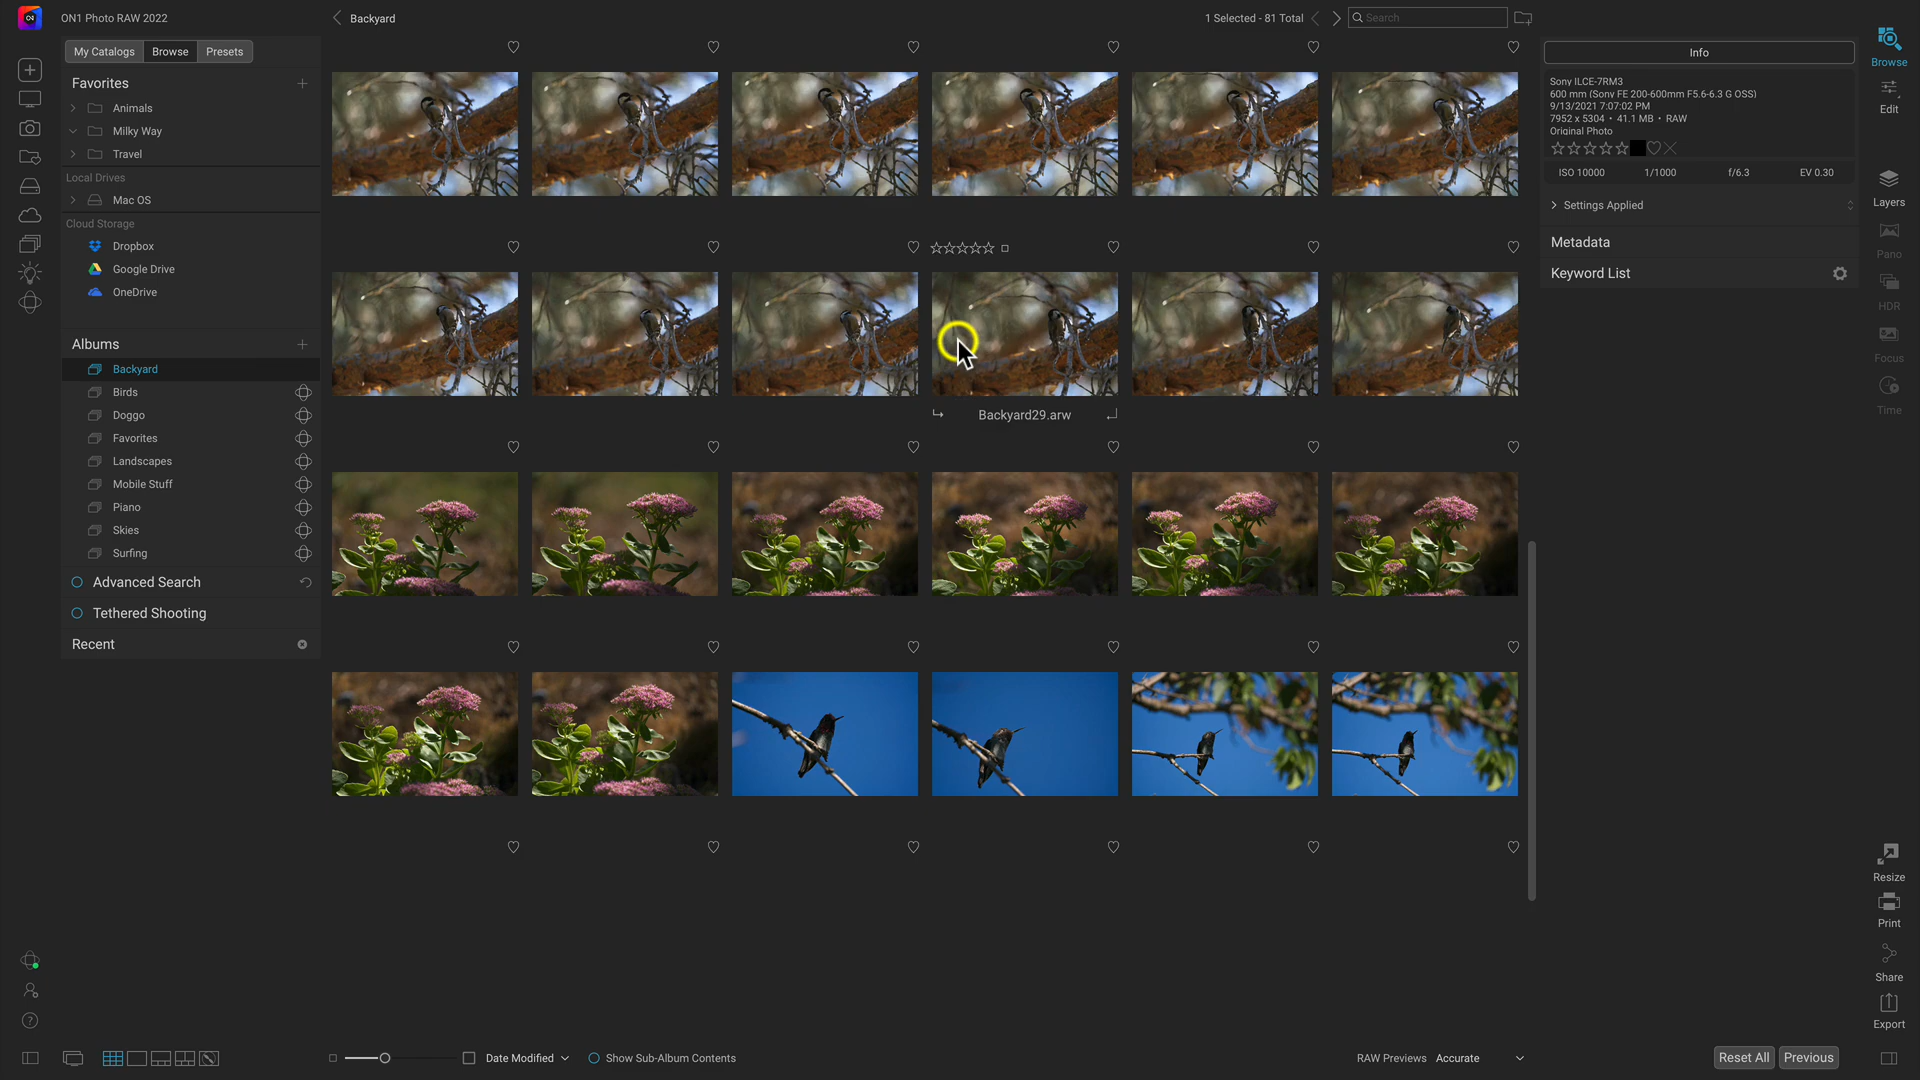 ON1 Photo RAW 2022
Backyard
1 Selected - 81 Total
Search
My Catalogs
Browse
Presets
Favorites
Animals
Milky Way
Travel
Local Drives
Mac OS
Cloud Storage
Dropbox
Google Drive
OneDrive
Albums
Backyard
Birds
Doggo
Favorites
Landscapes
Mobile Stuff
Piano
Skies
Surfing
Advanced Search
Tethered Shooting
Recent
Backyard29.arw
Info
Sony ILCE-7RM3
600 mm (Sony FE 200-600mm F5.6-6.3 G OSS)
9/13/2021 7:07:02 PM
7952 x 5304 • 41.1 MB • RAW
Original Photo
ISO 10000 1/1000 f/6.3 EV 0.30
Settings Applied
Metadata
Keyword List
Browse
Edit
Layers
Pano
HDR
Focus
Time
Resize
Print
Share
Export
Date Modified
Show Sub-Album Contents
RAW Previews Accurate
Reset All
Previous